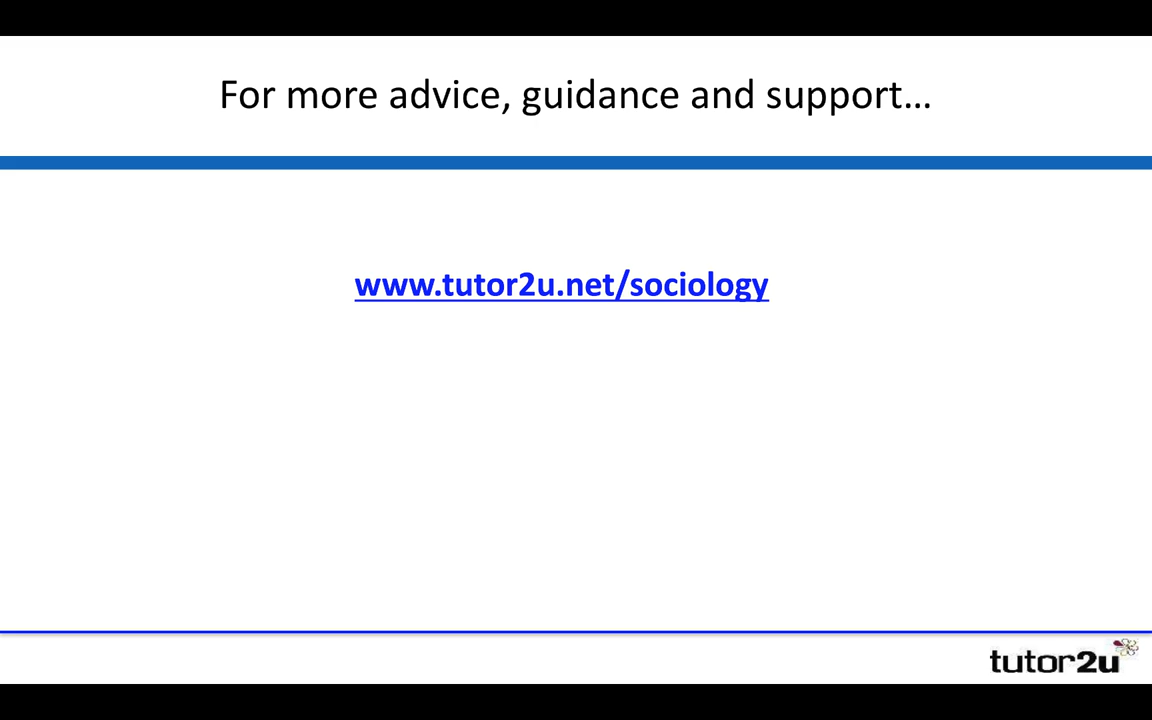 For more advice, guidance and support…
www.tutor2u.net/sociology
tutor2u